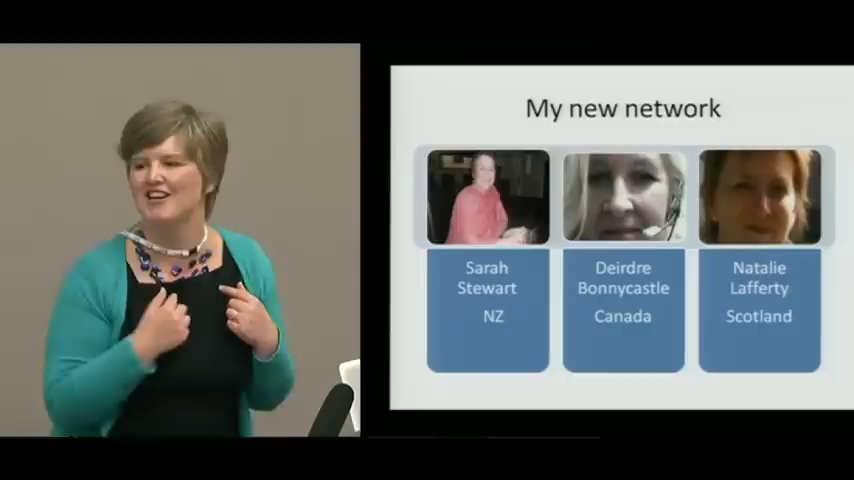 My new network
Sarah
Stewart
NZ
Deirdre
Bonnycastle
Canada
Natalie
Lafferty
Scotland